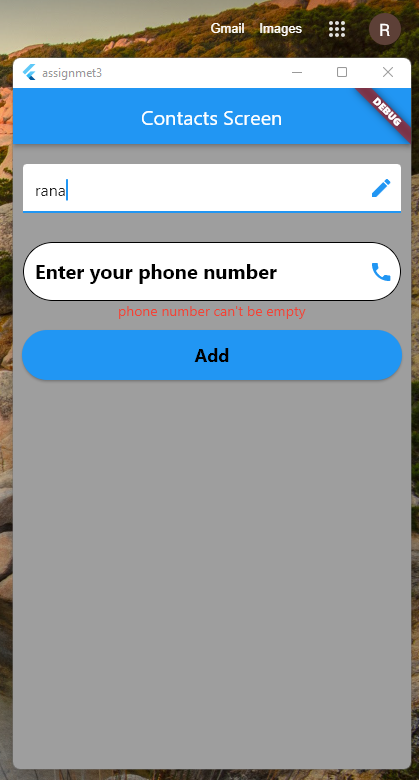 Gmail Images R
assignmet3
Contacts Screen
DEBUG
rana
Enter your phone number
phone number can't be empty
Add